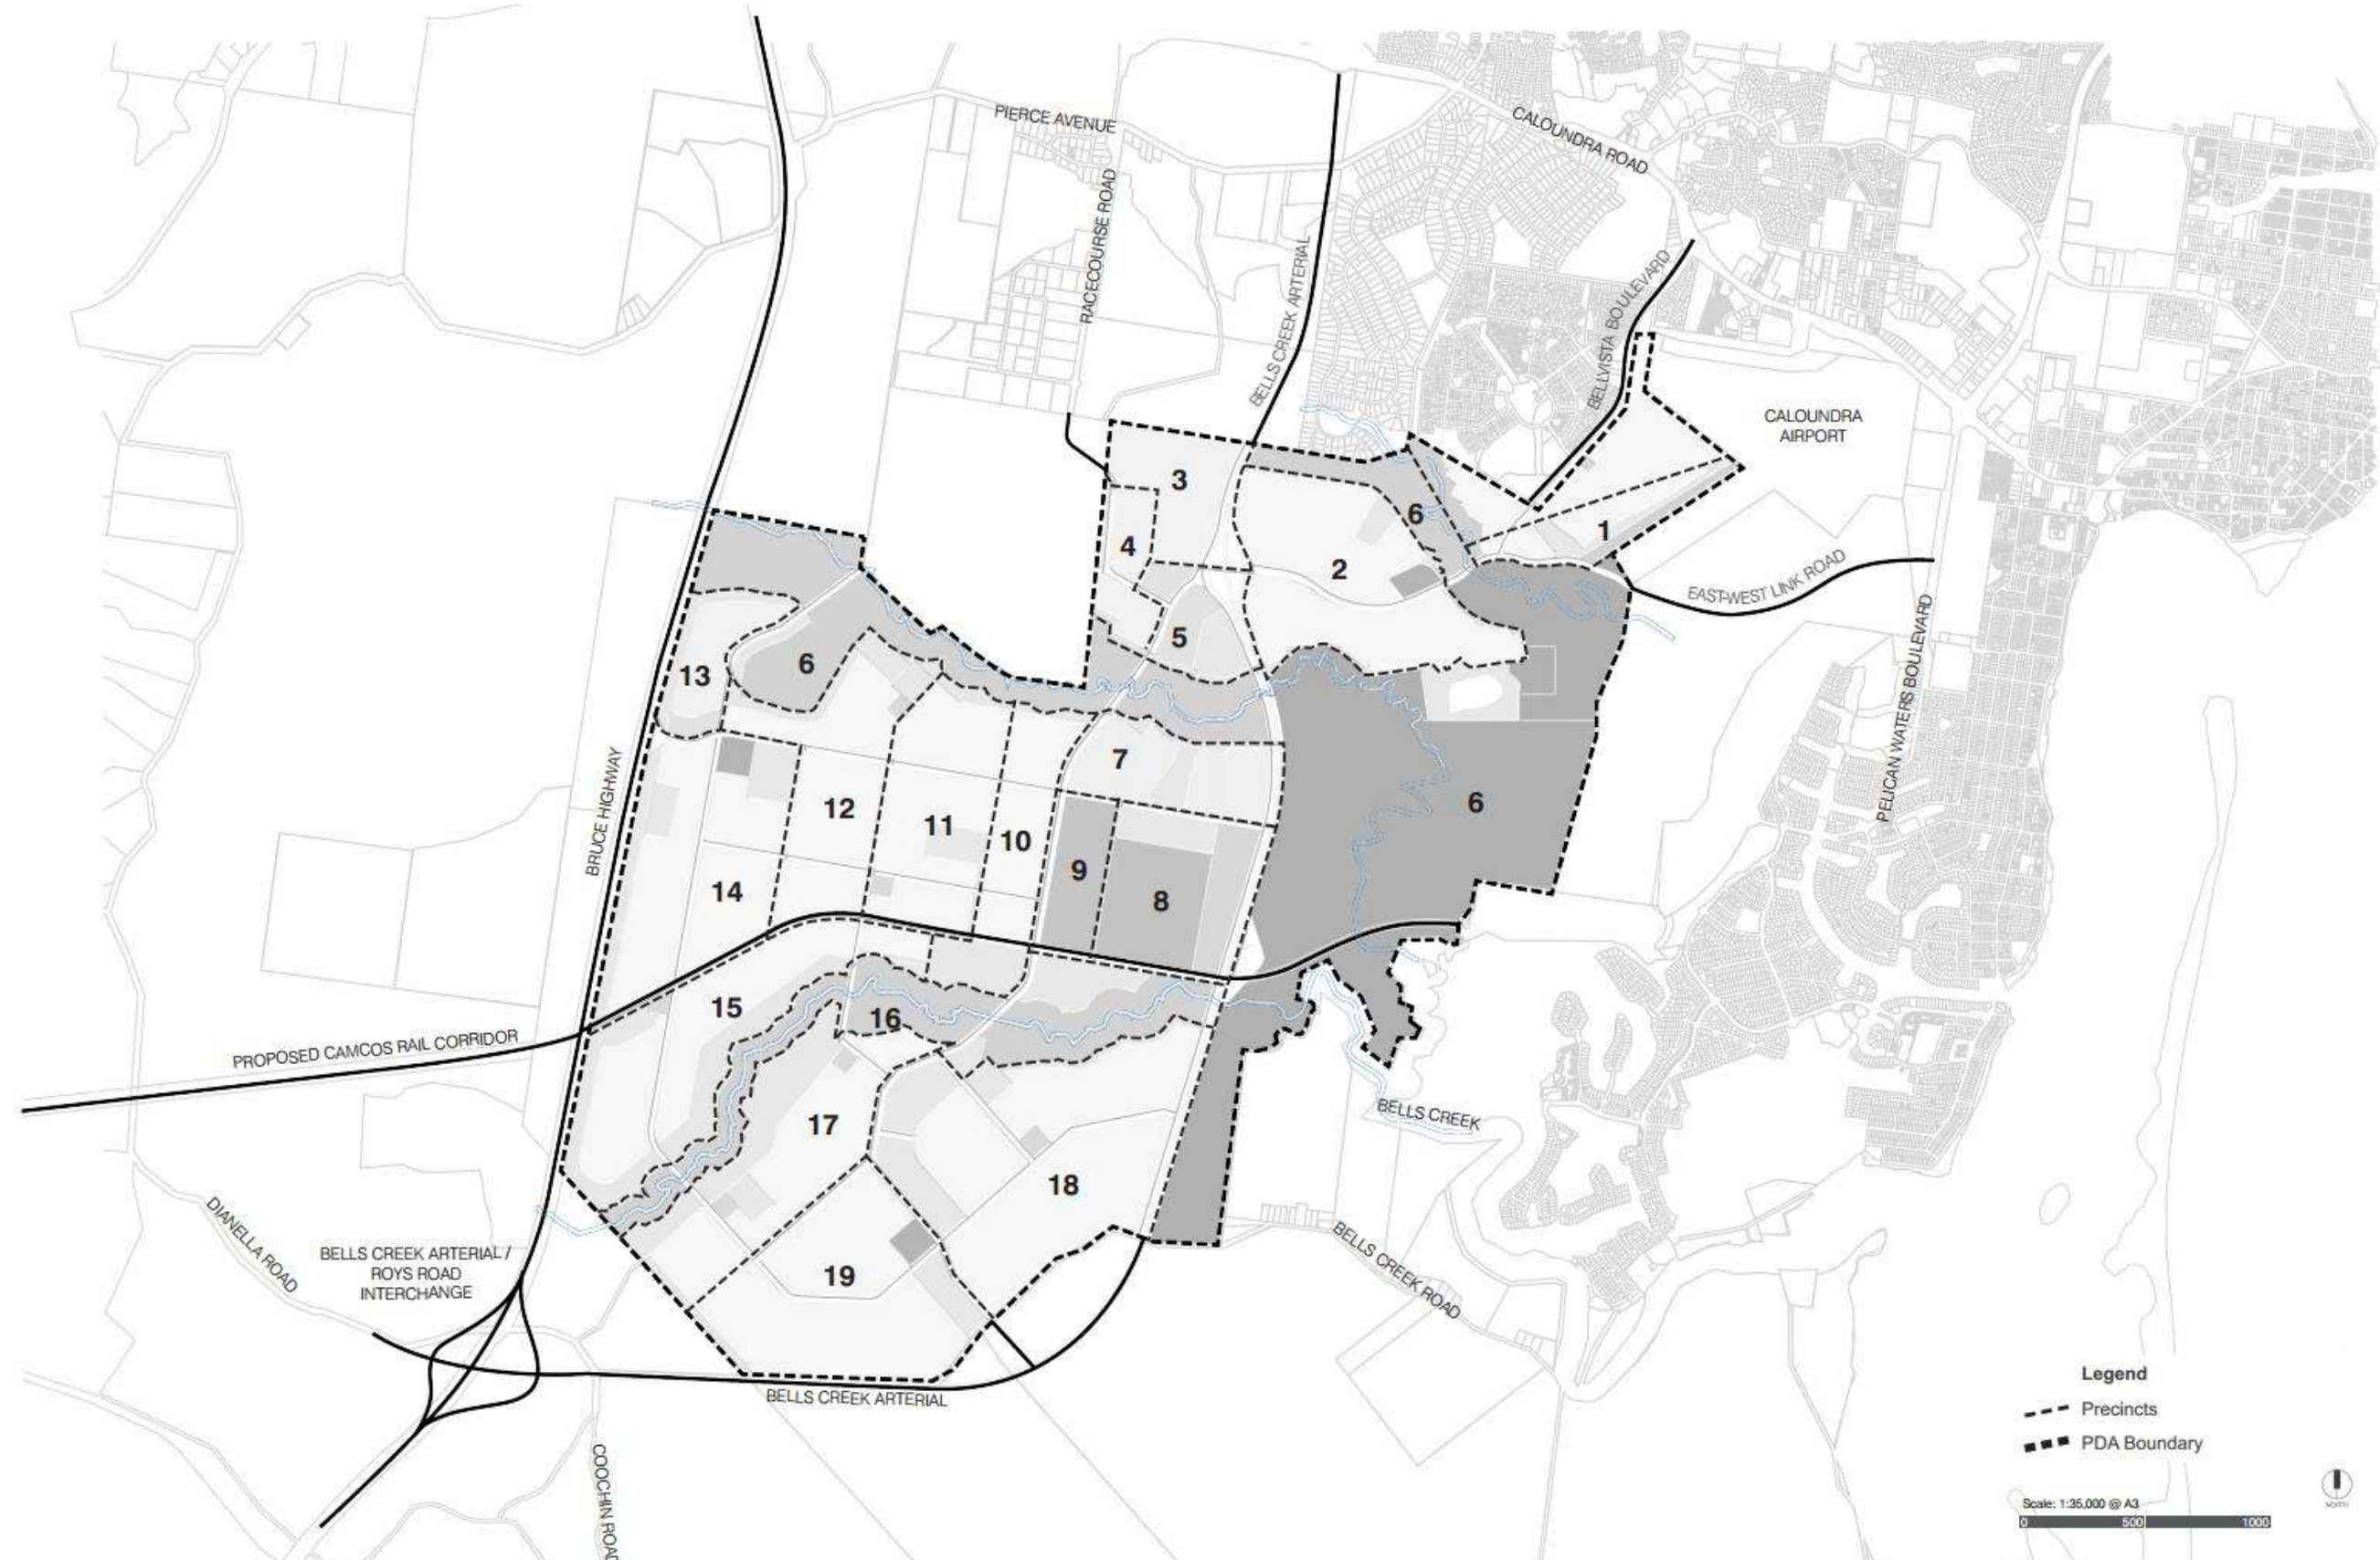 PIERCE AVENUE
CALOUNDRA ROAD
RACECOURSE ROAD
BELLS CREEK ARTERIAL
BELLVISTA BOULEVARD
CALOUNDRA
AIRPORT
3
6
1
4
2
EAST-WEST LINK ROAD
5
6
13
PELICAN WATERS BOULEVARD
7
BRUCE HIGHWAY
12
11
10
6
9
8
14
15
16
PROPOSED CAMCOS RAIL CORRIDOR
17
BELLS CREEK
18
DIANELLA ROAD
BELLS CREEK ARTERIAL /
ROYS ROAD
INTERCHANGE
19
BELLS CREEK ROAD
BELLS CREEK ARTERIAL
COOCHIN ROAD
Legend
Precincts
PDA Boundary
NORTH
Scale: 1:35,000 @ A3
0 500 1000